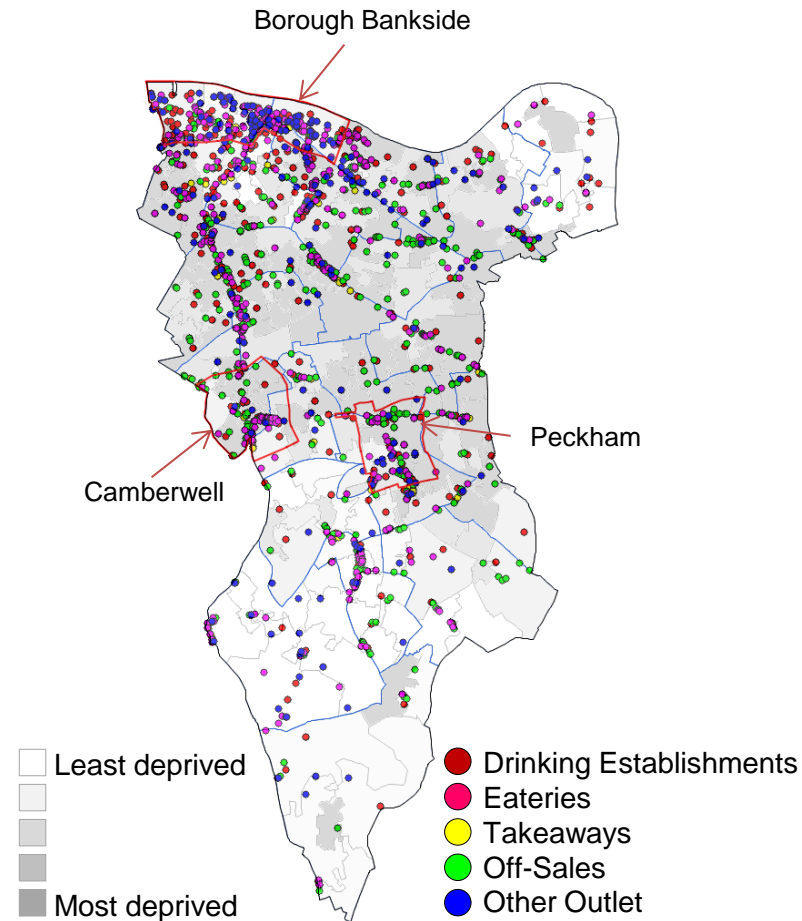 Borough Bankside
Peckham
Camberwell
Least deprived
Most deprived
Drinking Establishments
Eateries
Takeaways
Off-Sales
Other Outlet